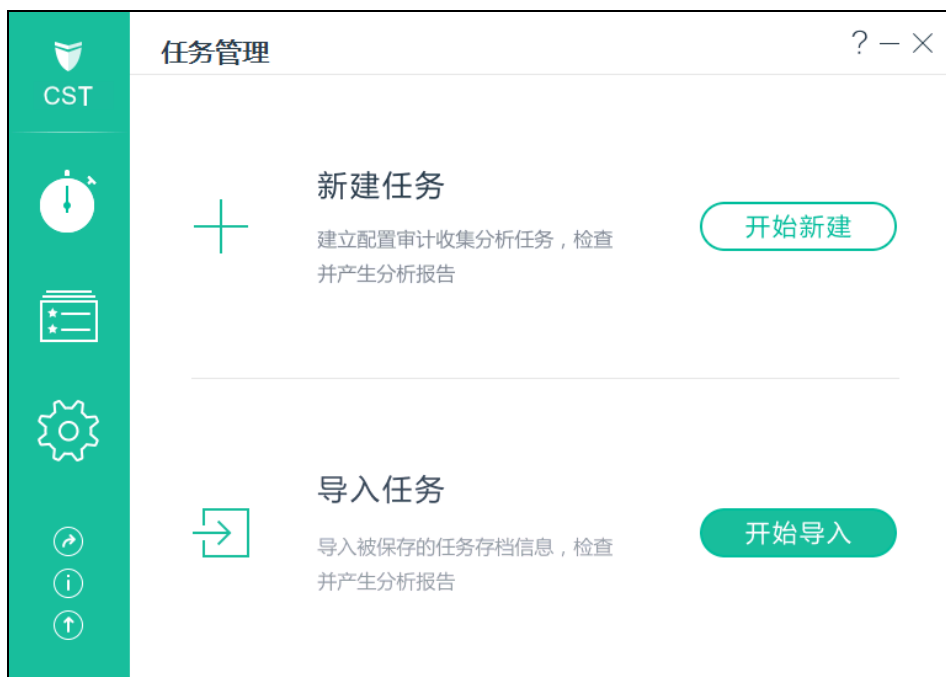 CST
任务管理
新建任务
建立配置审计收集分析任务，检查
并产生分析报告
开始新建
导入任务
导入被保存的任务存档信息，检查
并产生分析报告
开始导入